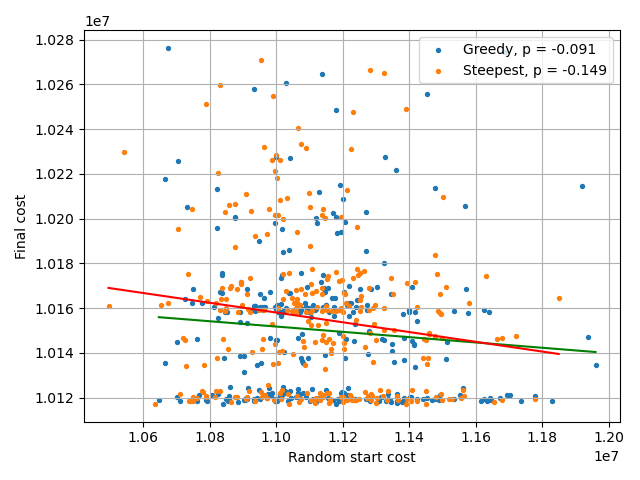 1e7
Greedy, p = -0.091
Steepest, p = -0.149
1.028
1.026
1.024
1.022
1.020
1.018
1.016
1.014
1.012
Final cost
1.06 1.08 1.10 1.12 1.14 1.16 1.18 1.20
1e7
Random start cost